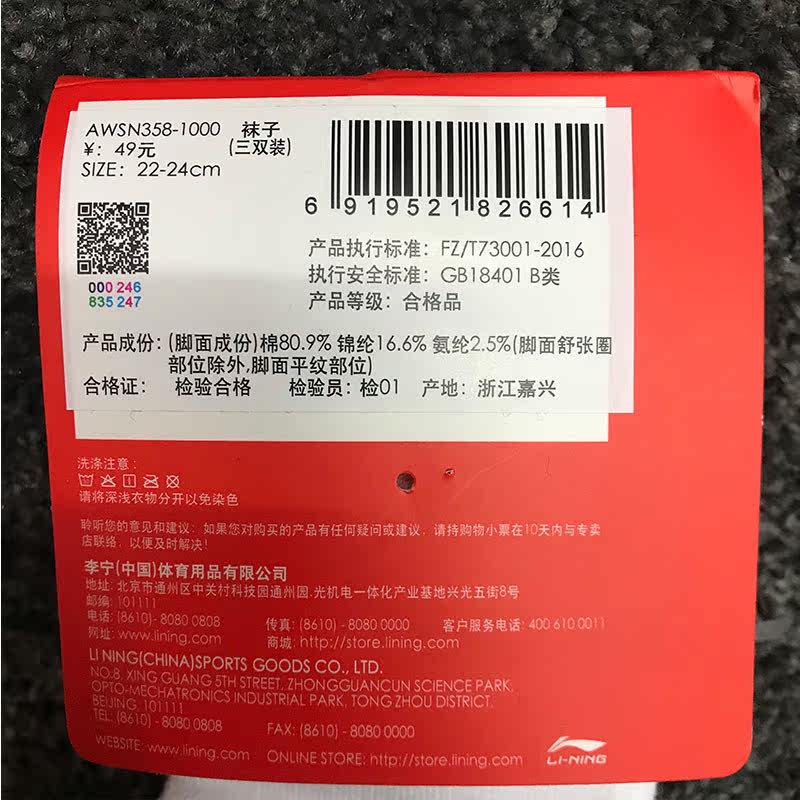 AWSN358-1000 袜子
¥: 49元 (三双装)
SIZE: 22-24cm
6 919521 826614
000 246
835 247
产品执行标准: FZ/T73001-2016
执行安全标准: GB18401 B类
产品等级: 合格品
产品成份: (脚面成份)棉80.9% 锦纶16.6% 氨纶2.5%(脚面舒张圈
部位除外,脚面平纹部位)
合格证: 检验合格 检验员: 检01 产地: 浙江嘉兴
洗涤注意:
请将深浅衣物分开以免染色
聆听您的意见和建议: 如果您对购买的产品有任何疑问或建议, 请持购物小票在10天内与专卖
店联络, 以便及时解决!
李宁(中国)体育用品有限公司
地址: 北京市通州区中关村科技园通州园.光机电一体化产业基地兴光五街8号
邮编: 101111
电话: (8610) - 8080 0808 传真: (8610) - 8080 0000 客户服务电话: 400 610 0011
网址: www.lining.com 商城: http://store.lining.com
LI NING(CHINA)SPORTS GOODS CO., LTD.
NO.8, XING GUANG 5TH STREET, ZHONGGUANCUN SCIENCE PARK,
OPTO-MECHATRONICS INDUSTRIAL PARK, TONG ZHOU DISTRICT,
BEIJING, 101111
TEL: (8610) - 8080 0808 FAX: (8610) - 8080 0000
WEBSITE: www.lining.com ONLINE STORE: http://store.lining.com
LI-NING